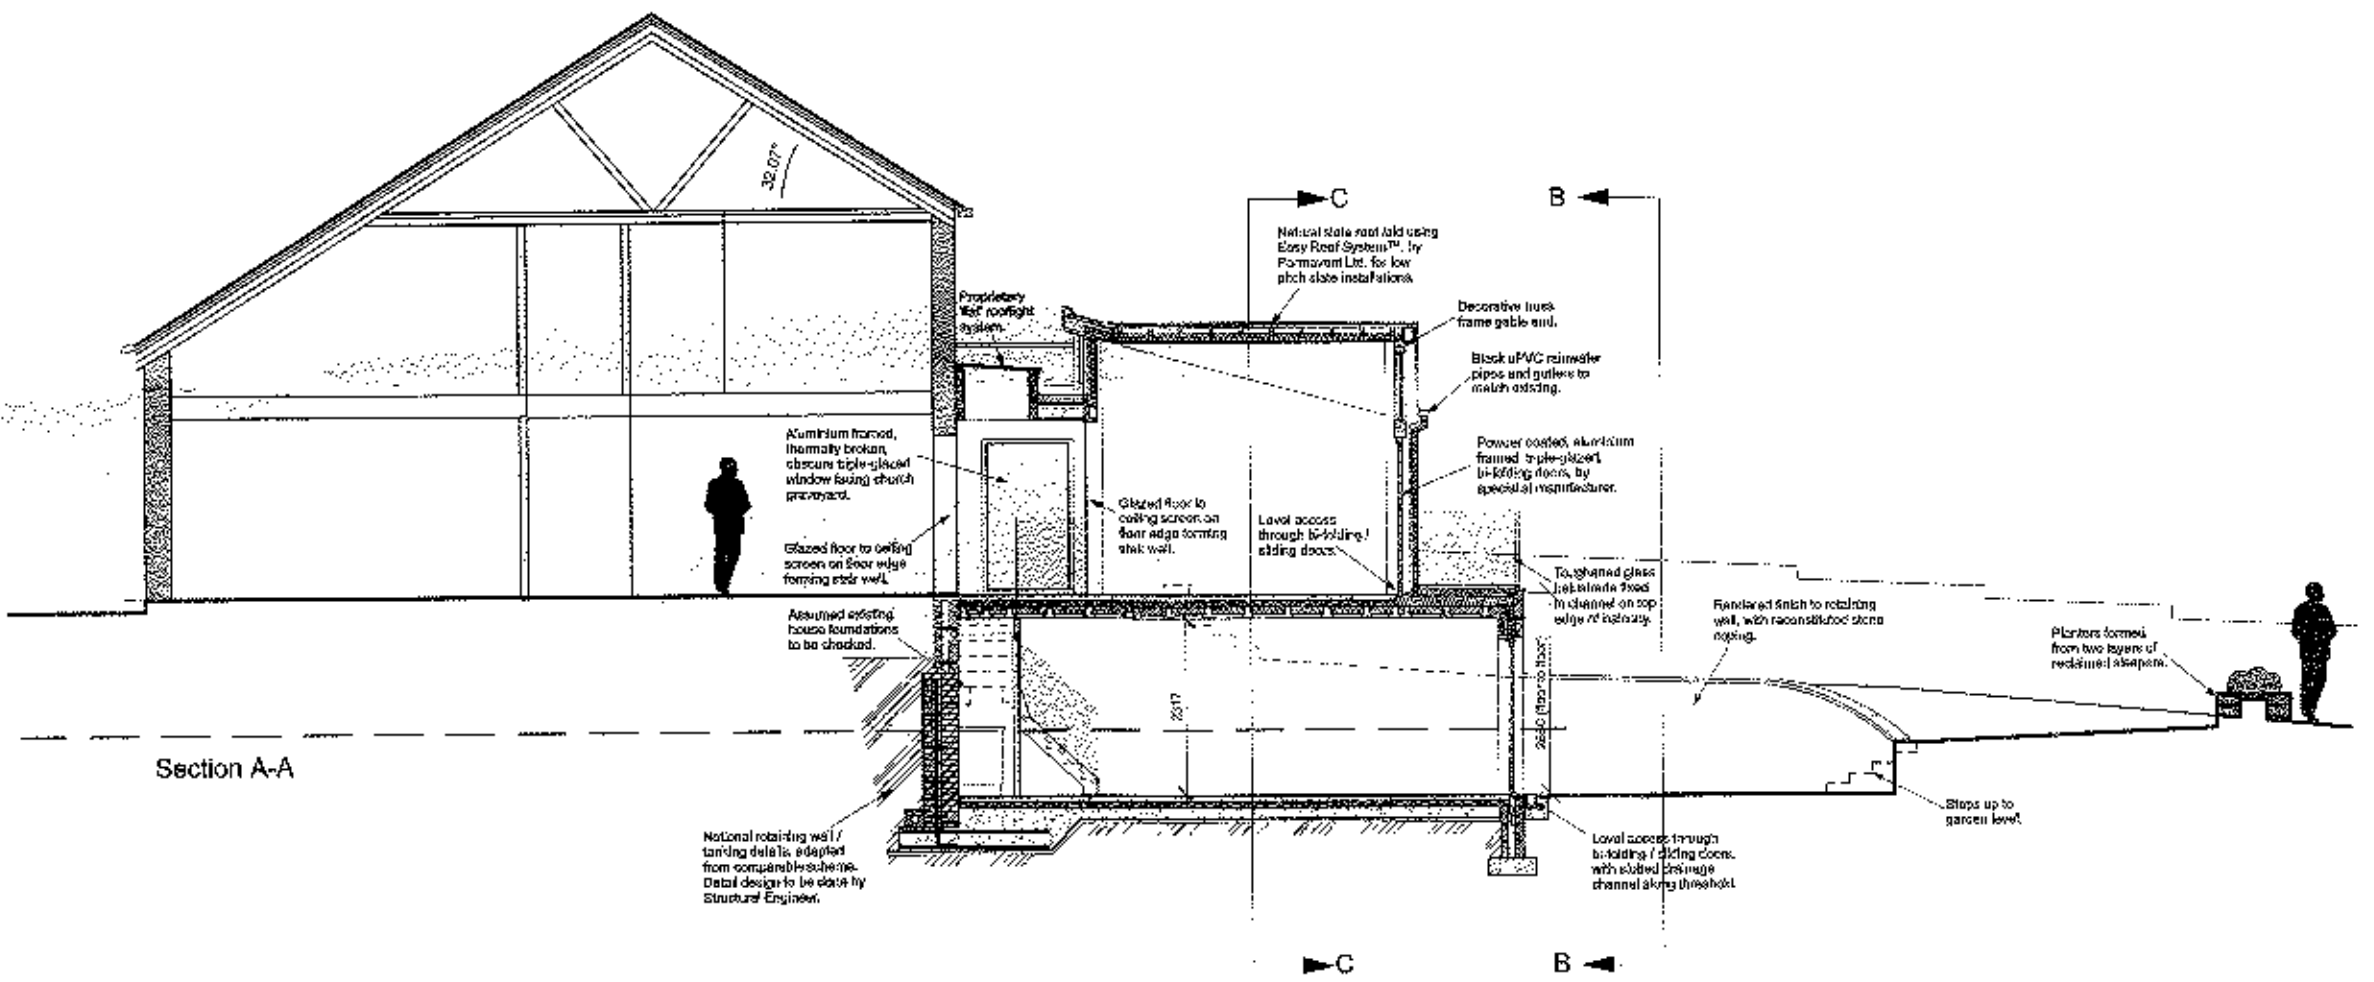 32.07°
C
B
Natural slate roof laid using
Easy Roof System™, by
Permavent Ltd. for low
pitch slate installations.
Proprietary
'flat' rooflight
system.
Decorative truss
frame gable end.
Black uPVC rainwater
pipes and gutters to
match existing.
Aluminium framed,
thermally broken,
obscure triple-glazed
window facing church
graveyard.
Powder coated, aluminium
framed, triple-glazed,
bi-folding doors, by
specialist manufacturer.
Glazed floor to
ceiling screen on
floor edge forming
stair wall.
Level access
through bi-folding /
sliding doors.
Glazed floor to ceiling
screen on floor edge
forming stair wall.
Toughened glass
balustrade fixed
in channel on top
edge of balcony.
Rendered finish to retaining
wall, with reconstituted stone
coping.
Assumed existing
house foundations
to be checked.
Planters formed
from two layers of
reclaimed sleepers.
2317
(floor to floor)
Section A-A
Steps up to
garden level.
Notional retaining wall /
tanking details, adapted
from comparable scheme.
Detail design to be done by
Structural Engineer.
Level access through
bi-folding / sliding doors,
with slotted drainage
channel along threshold.
C
B